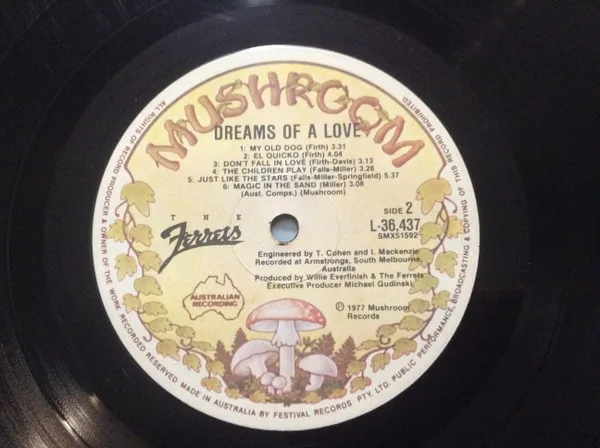 MUSHROOM
DREAMS OF A LOVE
1: MY OLD DOG (Firth) 3.31
2: EL QUICKO (Firth) 4.04
3: DON'T FALL IN LOVE (Firth-Davis) 3.13
4: THE CHILDREN PLAY (Falls-Miller) 3.28
5: JUST LIKE THE STARS (Falls-Miller-Springfield) 5.37
6: MAGIC IN THE SAND (Miller) 3.08
(Aust. Comps.) (Mushroom)
THE
Ferrets
SIDE 2
L-36,437
SMX51592
Engineered by T. Cohen and I. Mackenzie
Recorded at Armstrongs, South Melbourne,
Australia
Produced by Willie Everfinish & The Ferrets
Executive Producer Michael Gudinski
AUSTRALIAN
RECORDING
℗ 1977 Mushroom
Records
ALL RIGHTS OF RECORD PRODUCER & OWNER OF THE WORK RECORDED RESERVED MADE IN AUSTRALIA BY FESTIVAL RECORDS PTY. LTD. PUBLIC PERFORMANCE, BROADCASTING & COPYING OF THIS RECORD PROHIBITED.